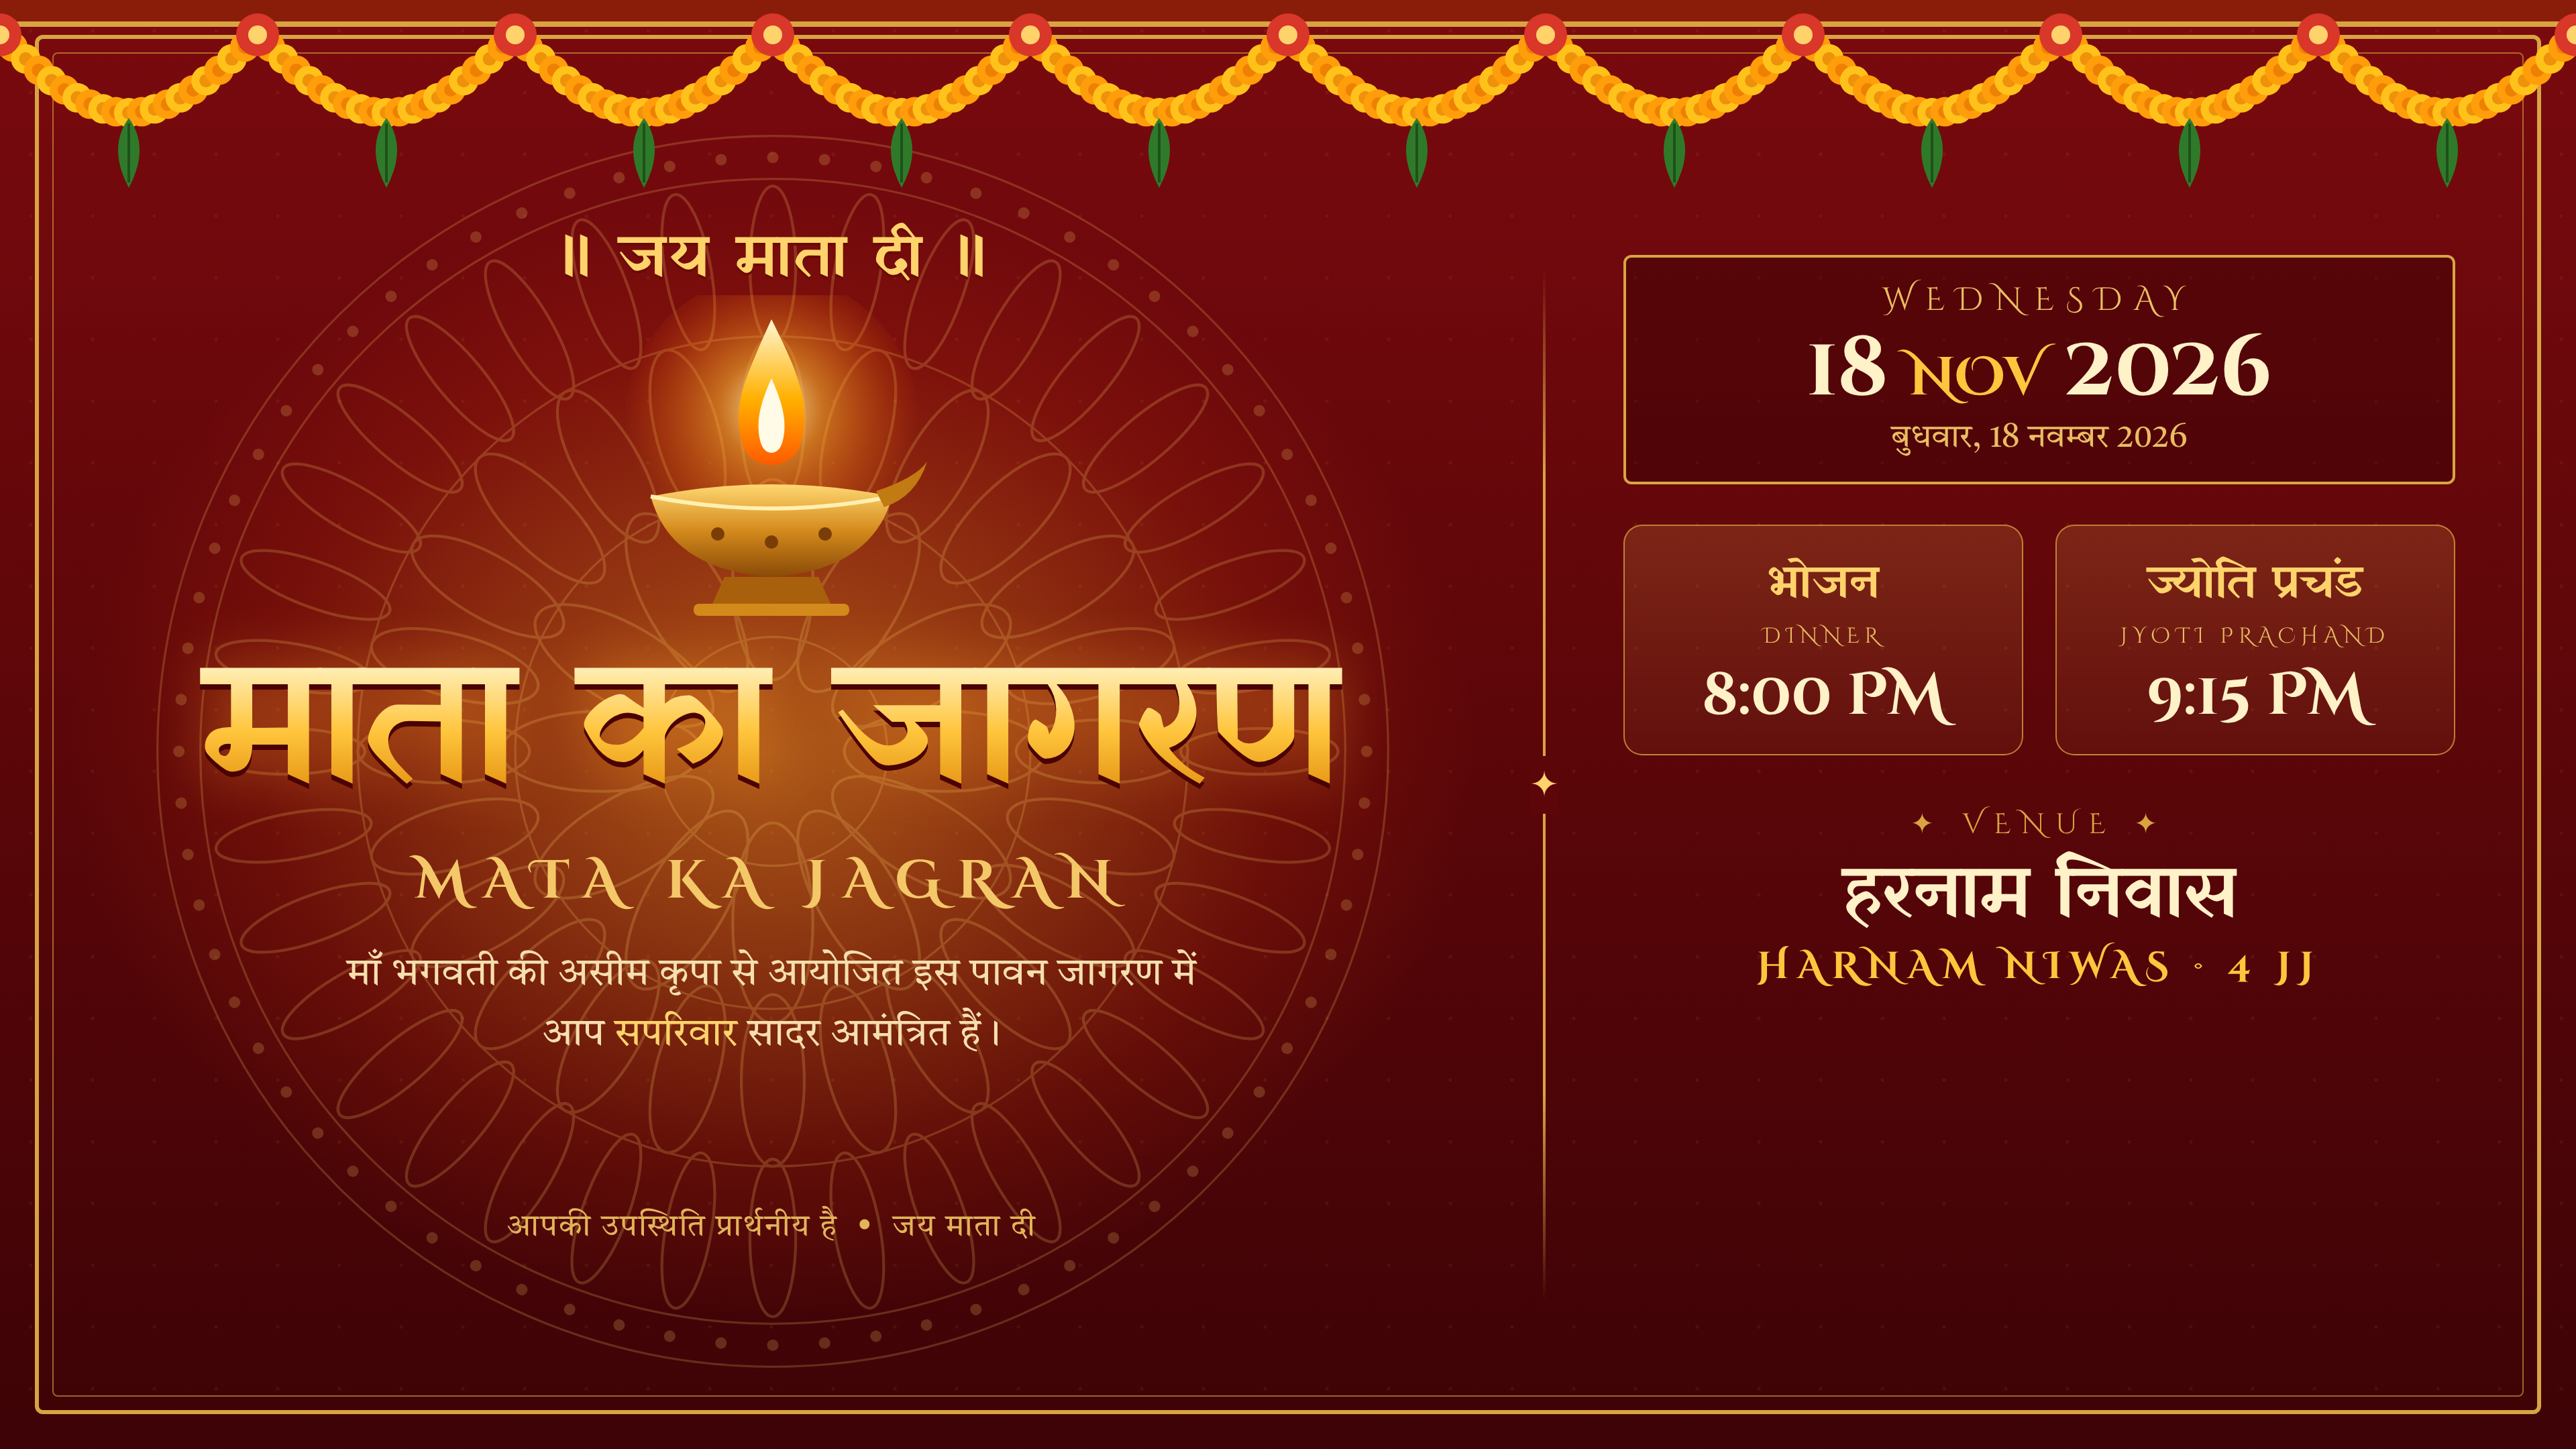 ॥ जय माता दी ॥
माता का जागरण
MATA KA JAGRAN
माँ भगवती की असीम कृपा से आयोजित इस पावन जागरण में
आप सपरिवार सादर आमंत्रित हैं।
आपकी उपस्थिति प्रार्थनीय है • जय माता दी
WEDNESDAY
18 NOV 2026
बुधवार, 18 नवम्बर 2026
भोजन
DINNER
8:00 PM
ज्योति प्रचंड
JYOTI PRACHAND
9:15 PM
✦ VENUE ✦
हरनाम निवास
HARNAM NIWAS • 4 JJ